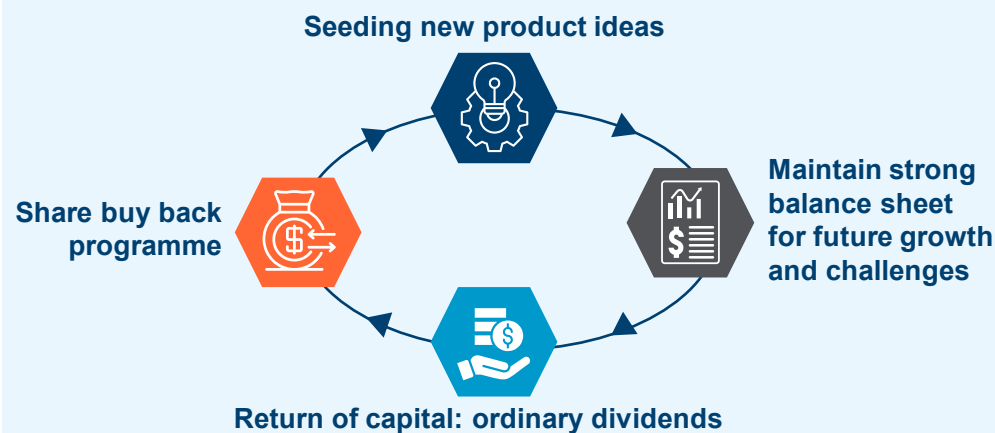 Seeding new product ideas
Maintain strong
balance sheet
for future growth
and challenges
Return of capital: ordinary dividends
Share buy back
programme
$
$
$